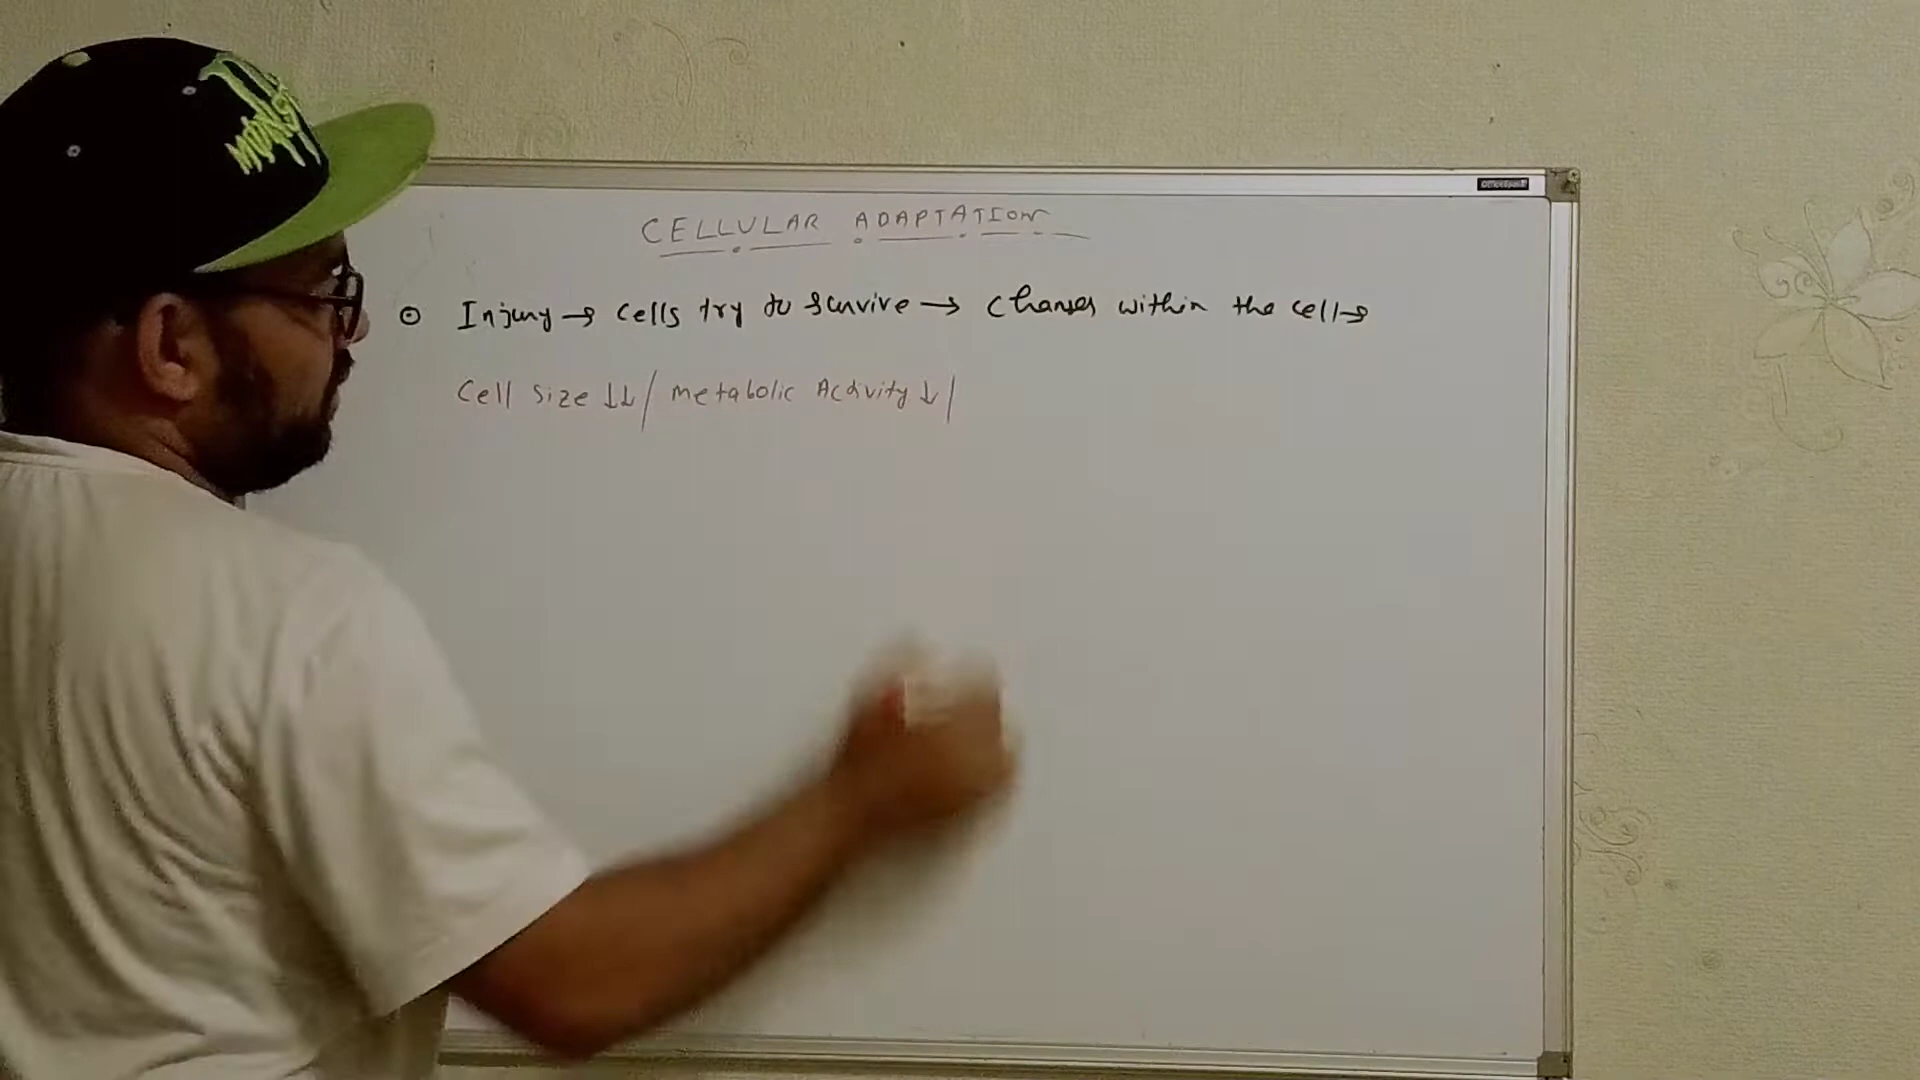 CELLULAR ADAPTATION
⊙ Injury → cells try to survive → Changes within the cell →
Cell Size ↓↓ / Metabolic Activity ↓ /